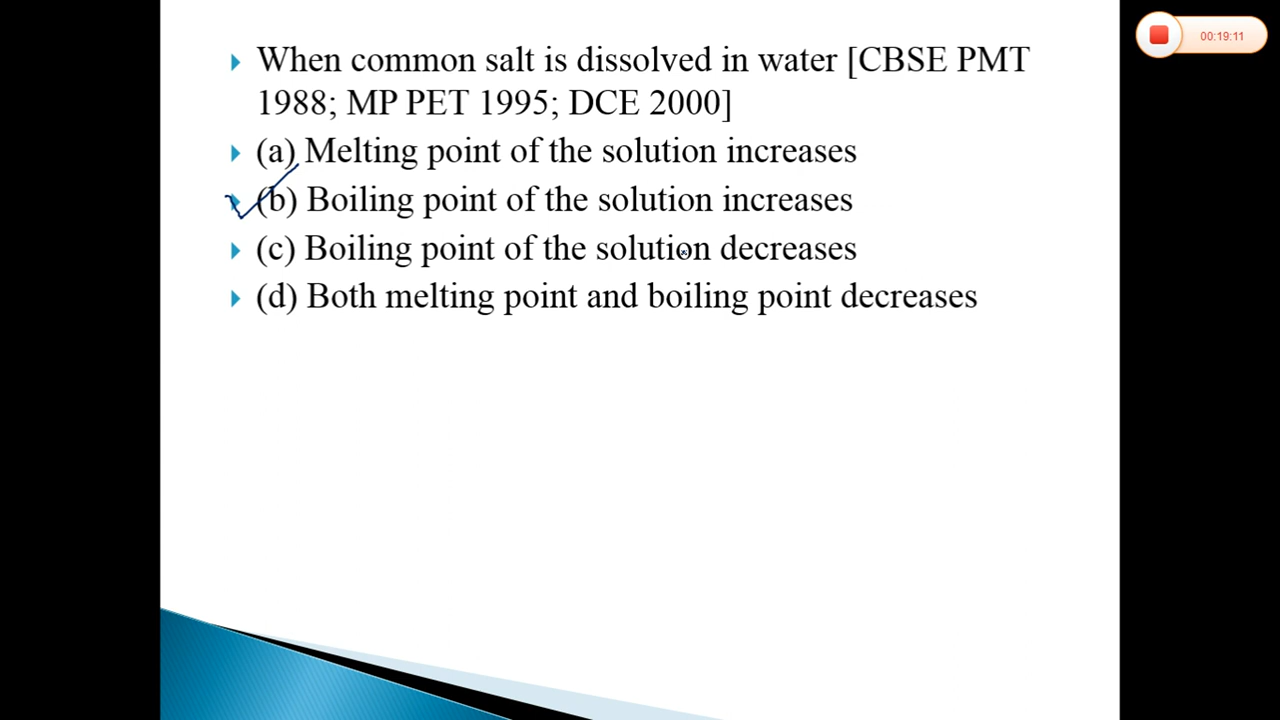 When common salt is dissolved in water [CBSE PMT
1988; MP PET 1995; DCE 2000]
(a) Melting point of the solution increases
(b) Boiling point of the solution increases
(c) Boiling point of the solution decreases
(d) Both melting point and boiling point decreases
00:19:11